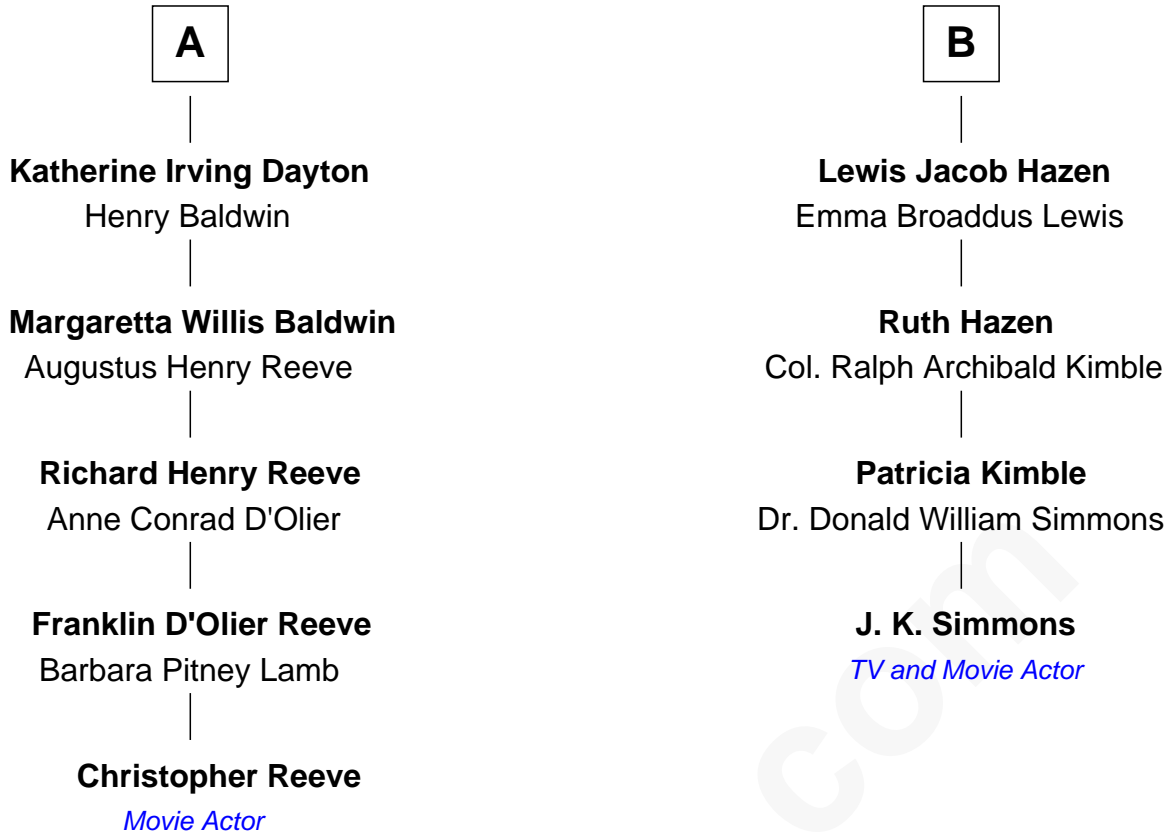 A
Katherine Irving Dayton
Henry Baldwin
Margaretta Willis Baldwin
Augustus Henry Reeve
Richard Henry Reeve
Anne Conrad D'Olier
Franklin D'Olier Reeve
Barbara Pitney Lamb
Christopher Reeve
Movie Actor
B
Lewis Jacob Hazen
Emma Broaddus Lewis
Ruth Hazen
Col. Ralph Archibald Kimble
Patricia Kimble
Dr. Donald William Simmons
J. K. Simmons
TV and Movie Actor
com